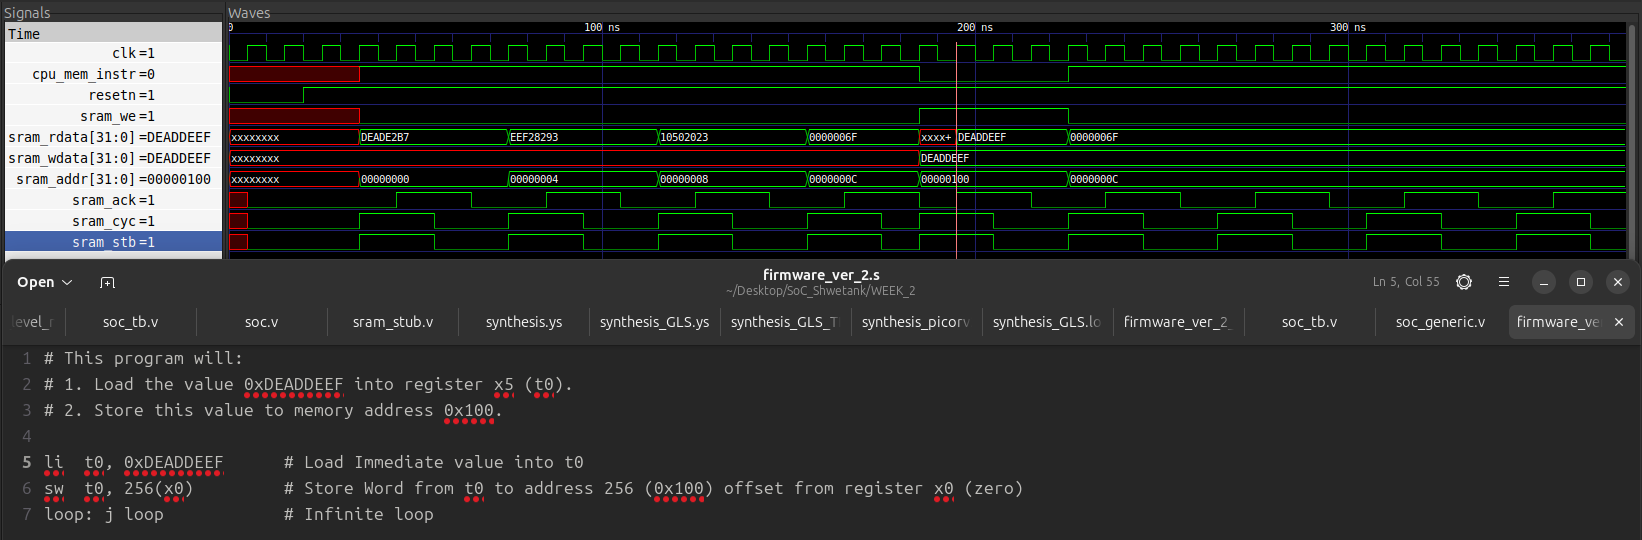 Signals
Waves
Time
0 100 ns 200 ns 300 ns
clk=1
cpu_mem_instr=0
resetn=1
sram_we=1
sram_rdata[31:0]=DEADDEEF xxxxxxxx DEADE2B7 EEF28293 10502023 0000006F xxxx+ DEADDEEF 0000006F
sram_wdata[31:0]=DEADDEEF xxxxxxxx DEADDEEF
sram_addr[31:0]=00000100 xxxxxxxx 00000000 00000004 00000008 0000000C 00000100 0000000C
sram_ack=1
sram_cyc=1
sram_stb=1
Open firmware_ver_2.s Ln 5, Col 55
~/Desktop/SoC_Shwetank/WEEK_2
level_r soc_tb.v soc.v sram_stub.v synthesis.ys synthesis_GLS.ys synthesis_GLS_T synthesis_picorv synthesis_GLS.lo firmware_ver_2_ soc_tb.v soc_generic.v firmware_ve
1 # This program will:
2 # 1. Load the value 0xDEADDEEF into register x5 (t0).
3 # 2. Store this value to memory address 0x100.
4
5 li t0, 0xDEADDEEF # Load Immediate value into t0
6 sw t0, 256(x0) # Store Word from t0 to address 256 (0x100) offset from register x0 (zero)
7 loop: j loop # Infinite loop